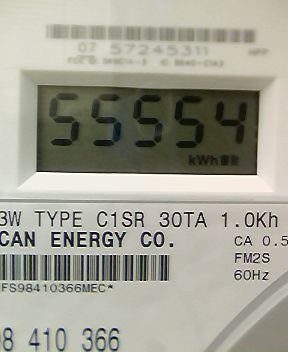 07 57245311
55554
kWh
3W TYPE C1SR 30TA 1.0Kh
CAN ENERGY CO.
CA 0.5
FM2S
60Hz
FS98410366MEC*
98 410 366